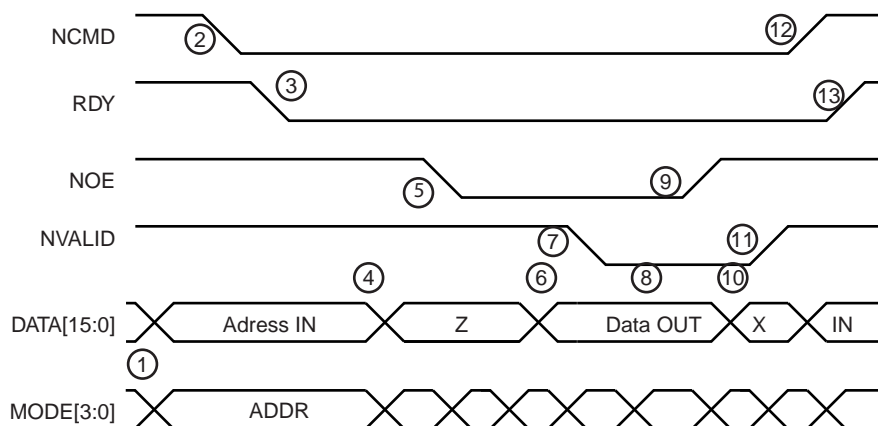 NCMD
2
12
RDY
3
13
NOE
5
9
NVALID
7
11
4
6
8
10
DATA[15:0]
Adress IN
Z
Data OUT
X
IN
1
MODE[3:0]
ADDR